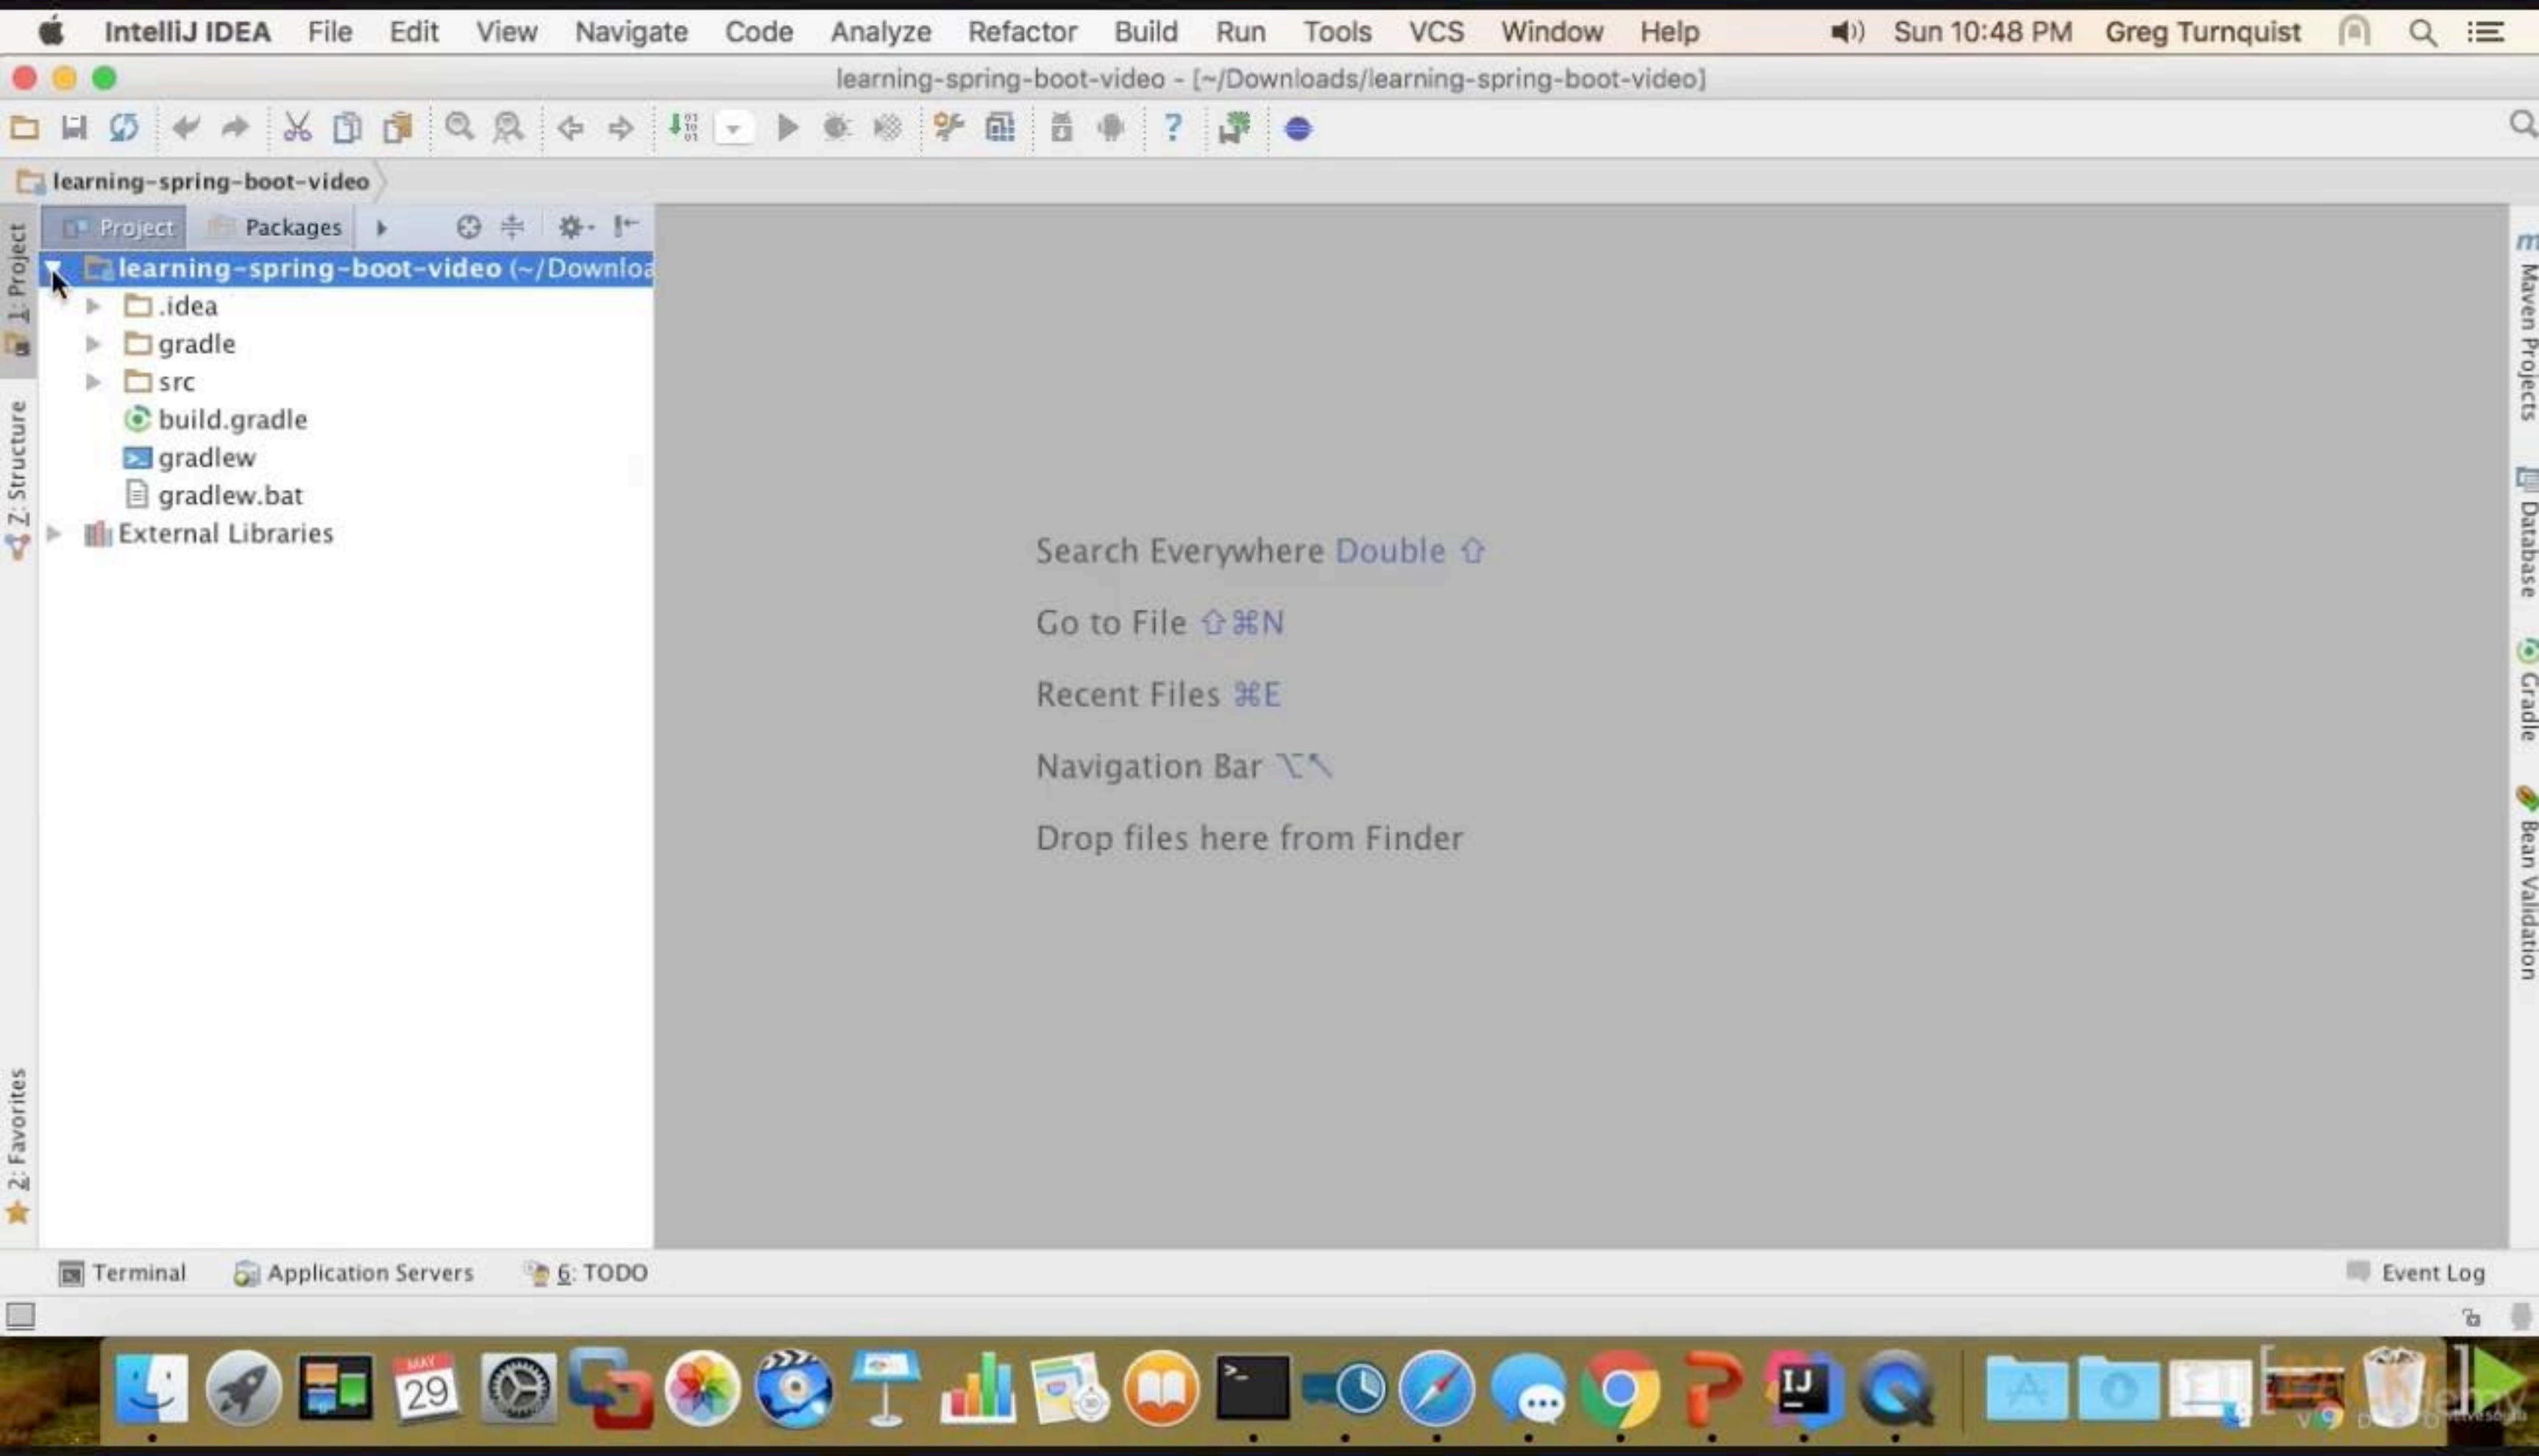 IntelliJ IDEA File Edit View Navigate Code Analyze Refactor Build Run Tools VCS Window Help Sun 10:48 PM Greg Turnquist
learning-spring-boot-video - [~/Downloads/learning-spring-boot-video]
learning-spring-boot-video
Project Packages
1: Project
Z: Structure
2: Favorites
learning-spring-boot-video (~/Downloa
.idea
gradle
src
build.gradle
gradlew
gradlew.bat
External Libraries
Search Everywhere Double ⇧
Go to File ⇧⌘N
Recent Files ⌘E
Navigation Bar ⌥↖
Drop files here from Finder
m Maven Projects
Database
Gradle
Bean Validation
Terminal Application Servers 6: TODO Event Log
MAY
29
IJ